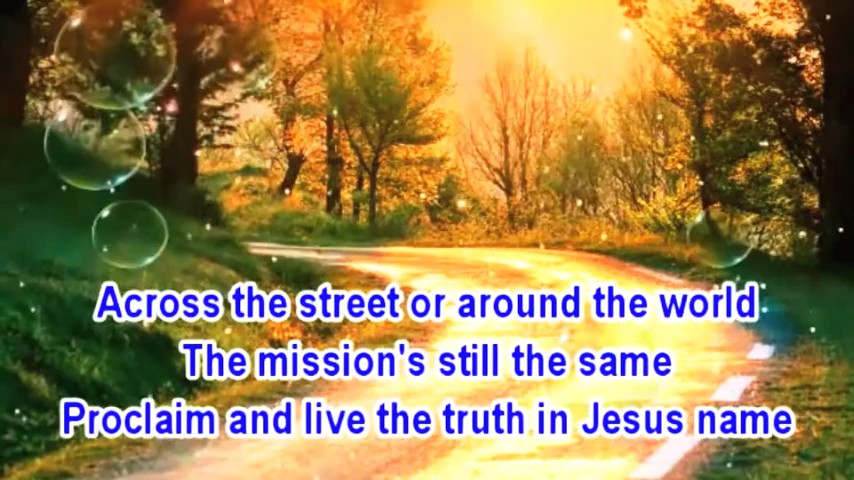 Across the street or around the world
The mission's still the same
Proclaim and live the truth in Jesus name